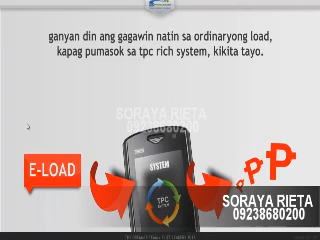 ganyan din ang gagawin natin sa ordinaryong load,
kapag pumasok sa tpc rich system, kikita tayo.
SORAYA RIETA
09238680200
SYSTEM
E-LOAD
TPC
SORAYA RIETA
09238680200